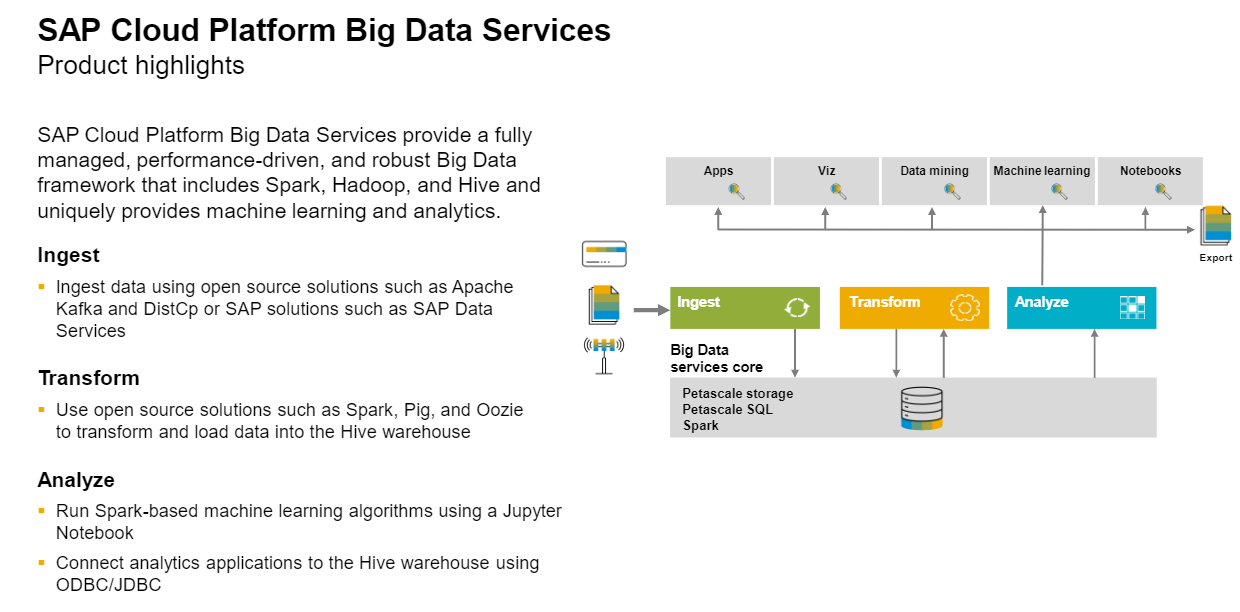 SAP Cloud Platform Big Data Services
Product highlights
SAP Cloud Platform Big Data Services provide a fully
managed, performance-driven, and robust Big Data
framework that includes Spark, Hadoop, and Hive and
uniquely provides machine learning and analytics.
Ingest
Ingest data using open source solutions such as Apache
Kafka and DistCp or SAP solutions such as SAP Data
Services
Transform
Use open source solutions such as Spark, Pig, and Oozie
to transform and load data into the Hive warehouse
Analyze
Run Spark-based machine learning algorithms using a Jupyter
Notebook
Connect analytics applications to the Hive warehouse using
ODBC/JDBC
Apps
Viz
Data mining
Machine learning
Notebooks
Export
Ingest
Transform
Analyze
Big Data
services core
Petascale storage
Petascale SQL
Spark